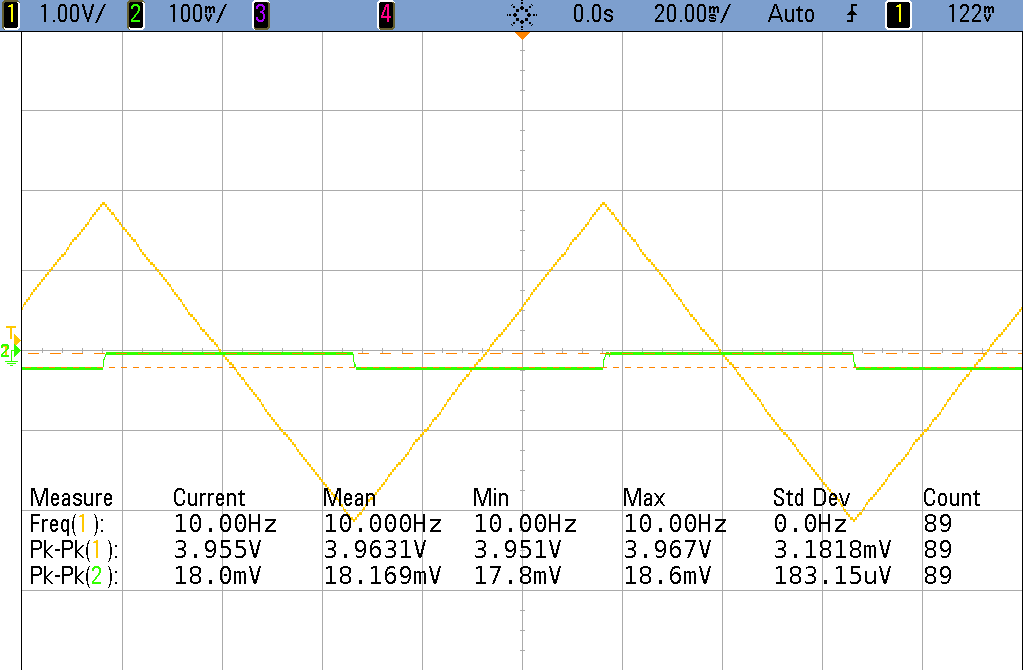 1 1.00V/ 2 100mV/ 3 4 0.0s 20.00ms/ Auto 1 122mV
T
2
Measure Current Mean Min Max Std Dev Count
Freq(1): 10.00Hz 10.000Hz 10.00Hz 10.00Hz 0.0Hz 89
Pk-Pk(1): 3.955V 3.9631V 3.951V 3.967V 3.1818mV 89
Pk-Pk(2): 18.0mV 18.169mV 17.8mV 18.6mV 183.15uV 89